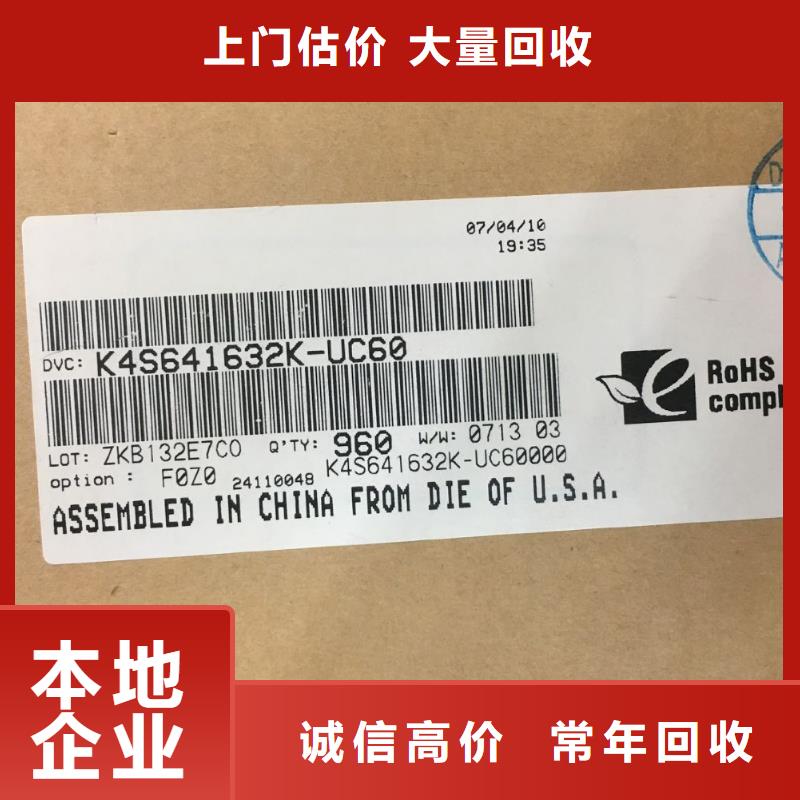 上门估价 大量回收
07/04/10
19:35
DVC: K4S641632K-UC60
LOT: ZKB132E7C0 Q'TY: 960 W/W: 0713 03
option : F0Z0 24110048 K4S641632K-UC60000
ASSEMBLED IN CHINA FROM DIE OF U.S.A.
RoHS
compl
本地
企业
诚信高价 常年回收